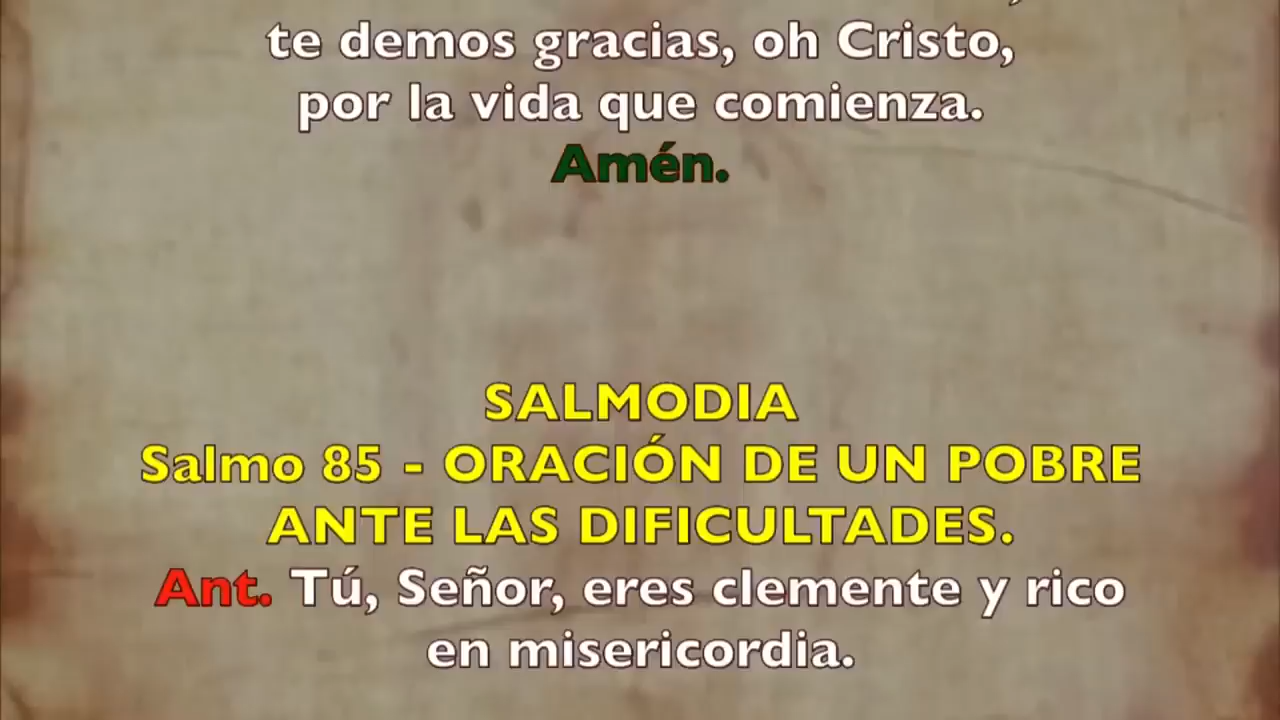 te demos gracias, oh Cristo,
por la vida que comienza.
Amén.
SALMODIA
Salmo 85 - ORACIÓN DE UN POBRE
ANTE LAS DIFICULTADES.
Ant. Tú, Señor, eres clemente y rico
en misericordia.